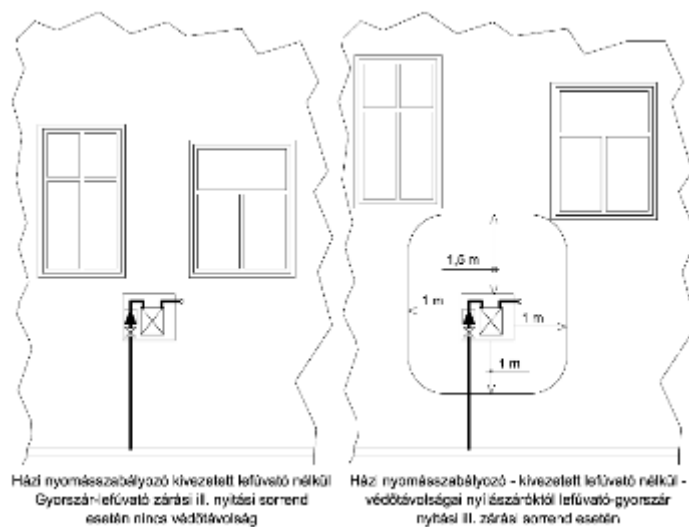 1,5 m
1 m
1 m
1 m
Házi nyomásszabályozó kivezetett lefúvató nélkül
Gyorszár-lefúvató zárási ill. nyitási sorrend
esetén nincs védőtávolság
Házi nyomásszabályozó - kivezetett lefúvató nélkül -
védőtávolságai nyílászáróktól lefúvató-gyorszár
nyitási ill. zárási sorrend esetén